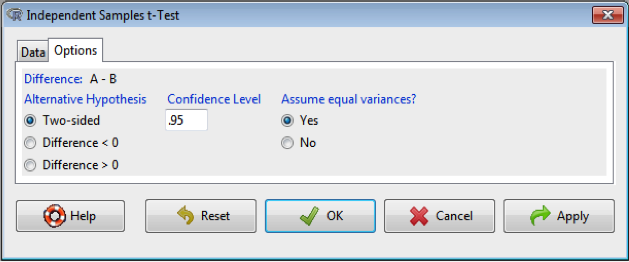 Independent Samples t-Test
Data Options
Difference: A - B
Alternative Hypothesis Confidence Level Assume equal variances?
Two-sided .95 Yes
Difference < 0 No
Difference > 0
Help Reset OK Cancel Apply